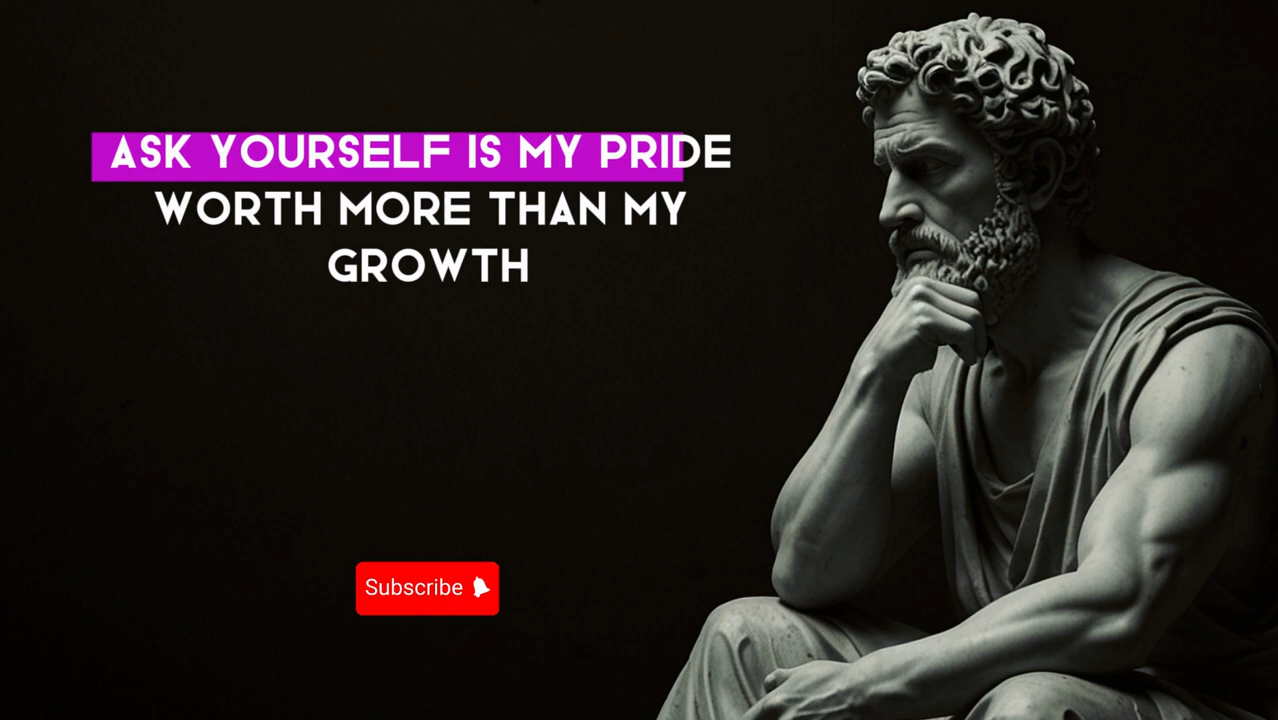 ASK YOURSELF IS MY PRIDE
WORTH MORE THAN MY
GROWTH
Subscribe